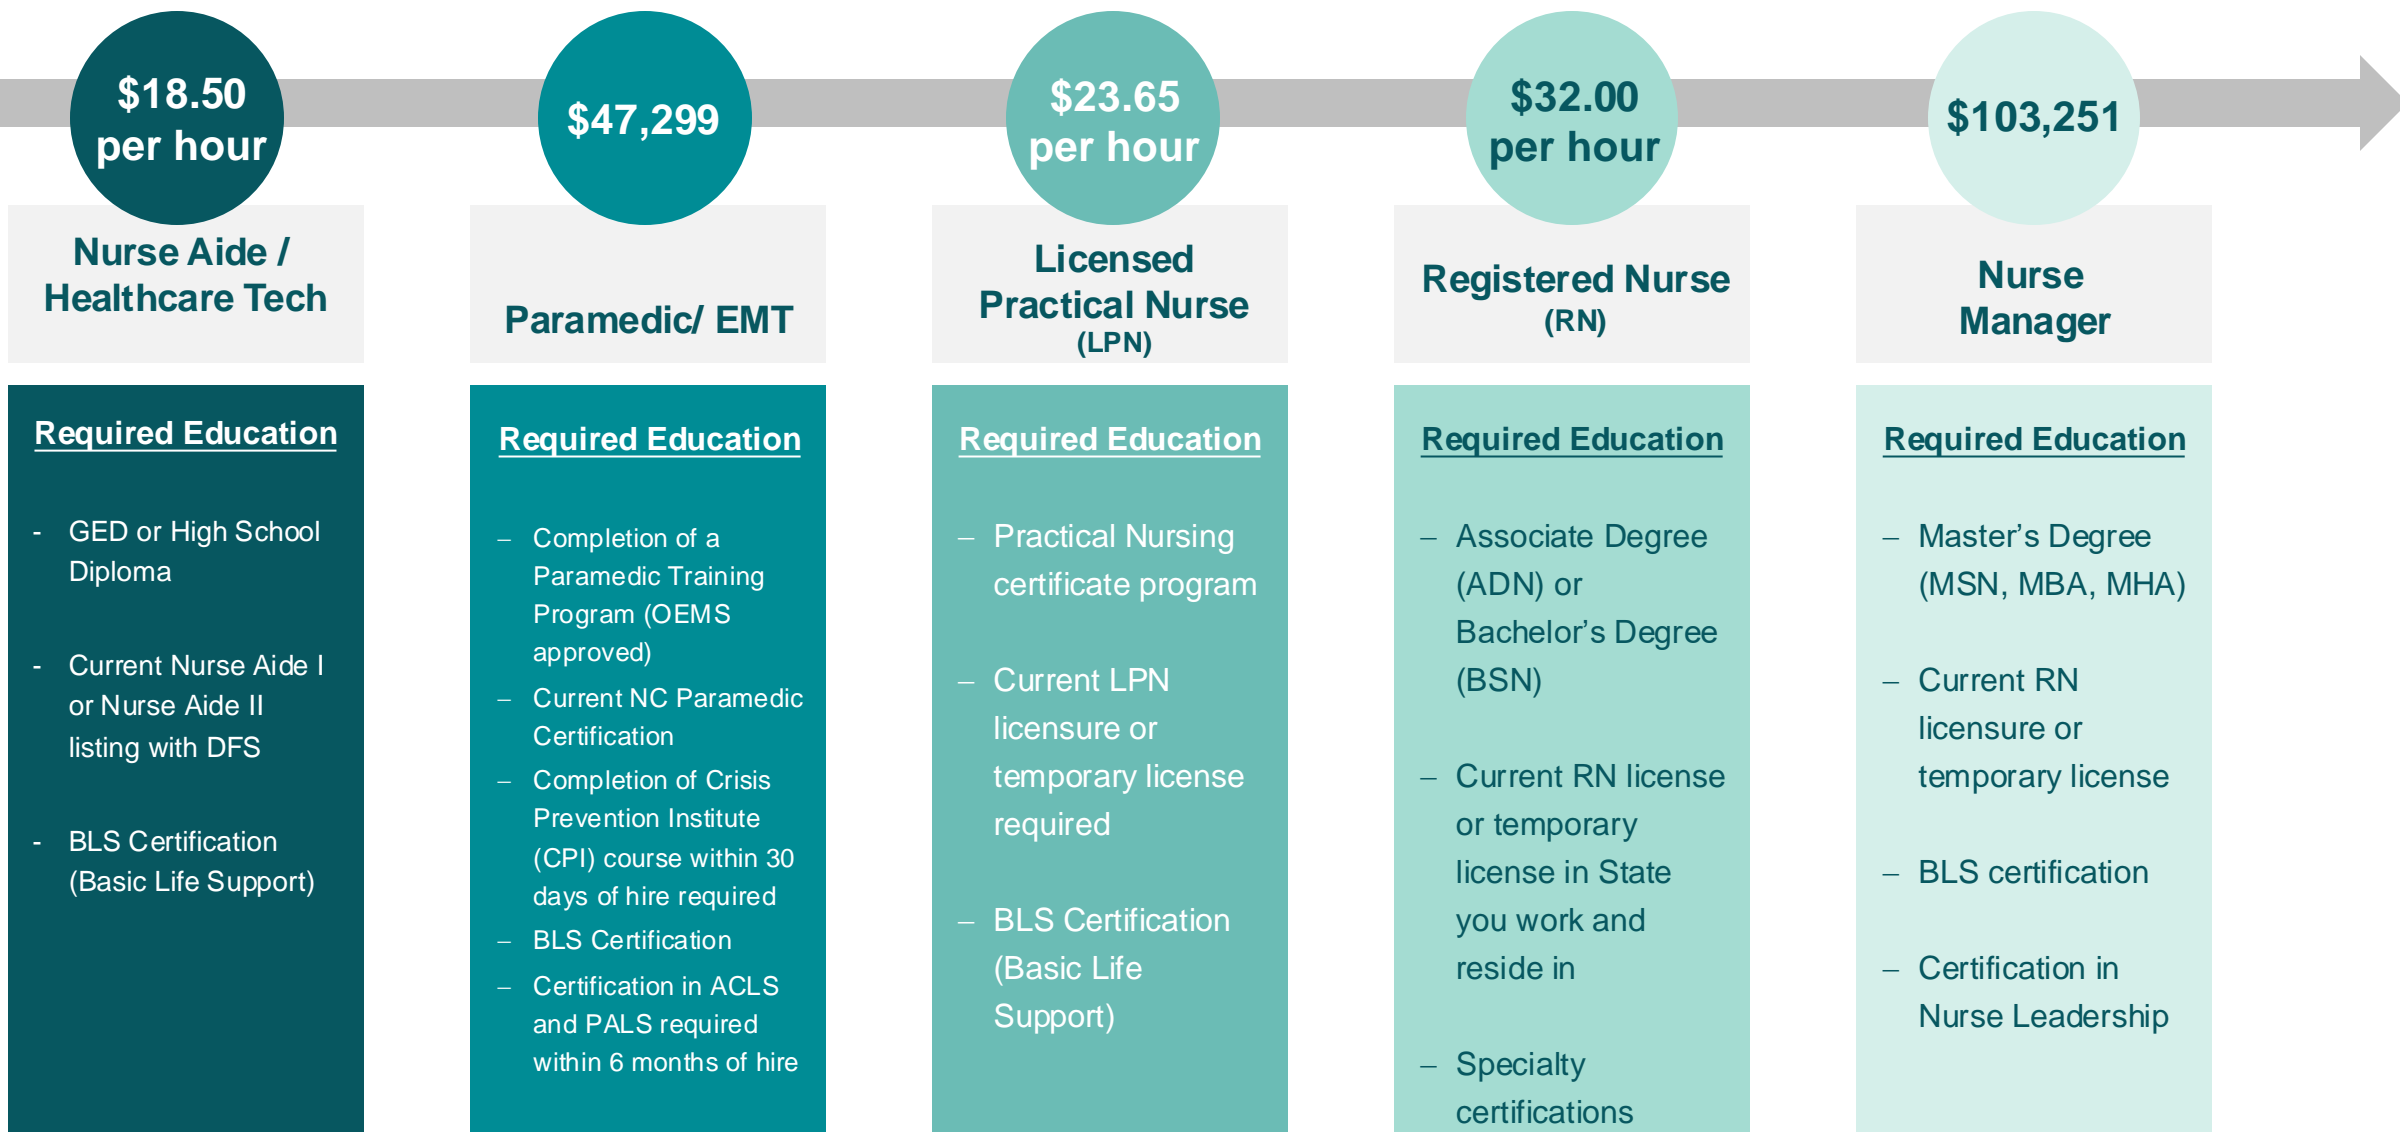 $18.50
per hour
Nurse Aide /
Healthcare Tech
Required Education
- GED or High School
Diploma
- Current Nurse Aide I
or Nurse Aide II
listing with DFS
- BLS Certification
(Basic Life Support)
$47,299
Paramedic/ EMT
Required Education
– Completion of a
Paramedic Training
Program (OEMS
approved)
– Current NC Paramedic
Certification
– Completion of Crisis
Prevention Institute
(CPI) course within 30
days of hire required
– BLS Certification
– Certification in ACLS
and PALS required
within 6 months of hire
$23.65
per hour
Licensed
Practical Nurse
(LPN)
Required Education
– Practical Nursing
certificate program
– Current LPN
licensure or
temporary license
required
– BLS Certification
(Basic Life
Support)
$32.00
per hour
Registered Nurse
(RN)
Required Education
– Associate Degree
(ADN) or
Bachelor’s Degree
(BSN)
– Current RN license
or temporary
license in State
you work and
reside in
– Specialty
certifications
$103,251
Nurse
Manager
Required Education
– Master’s Degree
(MSN, MBA, MHA)
– Current RN
licensure or
temporary license
– BLS certification
– Certification in
Nurse Leadership